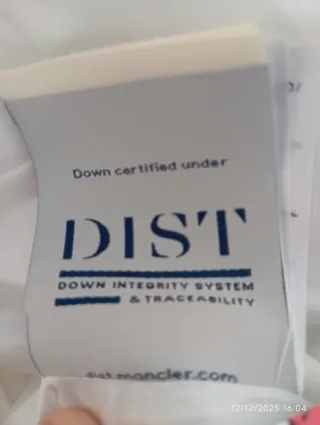 Down certified under
DIST
DOWN INTEGRITY SYSTEM
& TRACEABILITY
dist.moncler.com
12/12/2025 16:04